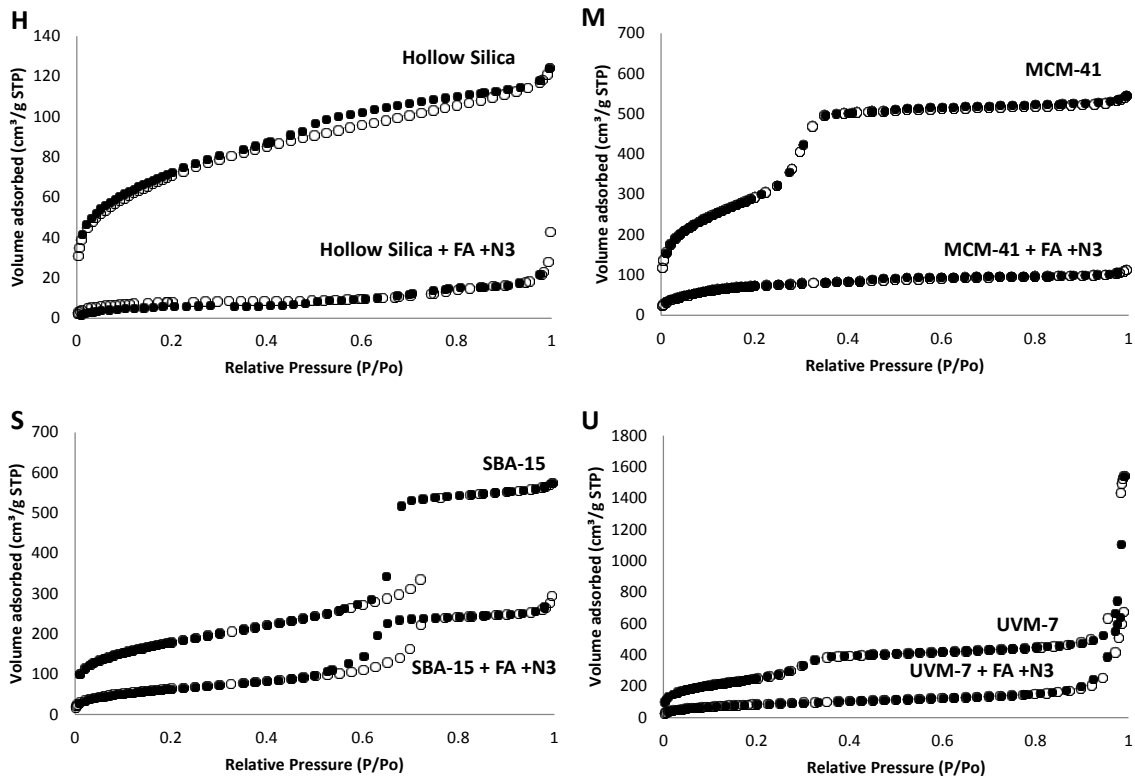 H
Volume adsorbed (cm³/g STP)
140
120
100
80
60
40
20
0
Hollow Silica
Hollow Silica + FA +N3
0
0.2
0.4
0.6
0.8
1
Relative Pressure (P/Po)
M
Volume adsorbed (cm³/g STP)
700
600
500
400
300
200
100
0
MCM-41
MCM-41 + FA +N3
0
0.2
0.4
0.6
0.8
1
Relative Pressure (P/Po)
S
Volume adsorbed (cm³/g STP)
700
600
500
400
300
200
100
0
SBA-15
SBA-15 + FA +N3
0
0.2
0.4
0.6
0.8
1
Relative Pressure (P/Po)
U
Volume adsorbed (cm³/g STP)
1800
1600
1400
1200
1000
800
600
400
200
0
UVM-7
UVM-7 + FA +N3
0
0.2
0.4
0.6
0.8
1
Relative Pressure (P/Po)